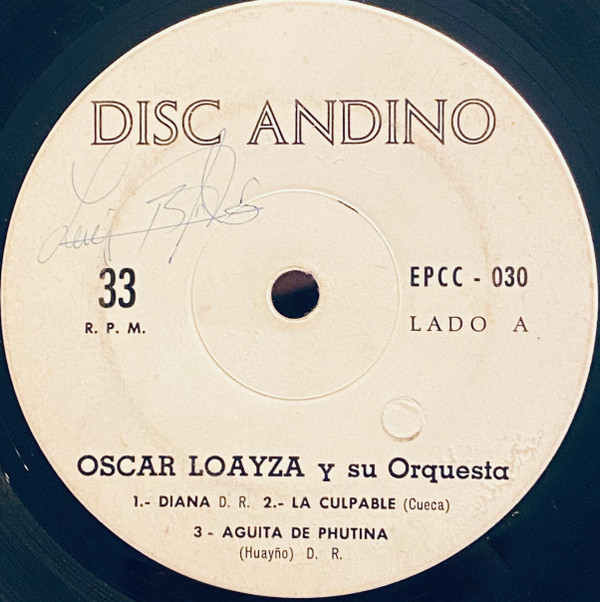 DISC ANDINO
33
R. P. M.
EPCC - 030
LADO A
OSCAR LOAYZA y su Orquesta
1.- DIANA D. R. 2.- LA CULPABLE (Cueca)
3 - AGUITA DE PHUTINA
(Huayño) D. R.